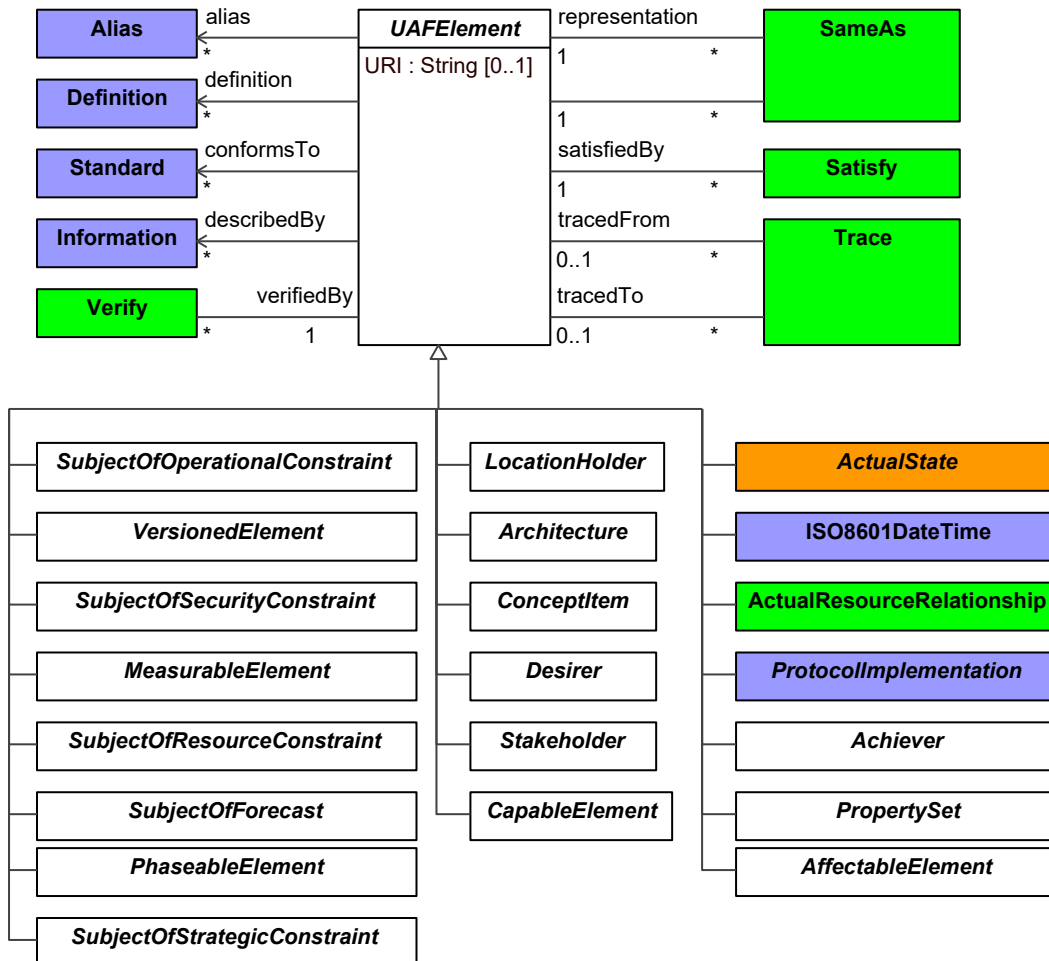 Alias
alias
*
UAFElement
URI : String [0..1]
representation
1
*
SameAs
Definition
definition
*
1
*
Standard
conformsTo
*
satisfiedBy
1
*
Satisfy
Information
describedBy
*
tracedFrom
0..1
*
Trace
Verify
verifiedBy
*
1
tracedTo
0..1
*
SubjectOfOperationalConstraint
LocationHolder
ActualState
VersionedElement
Architecture
ISO8601DateTime
SubjectOfSecurityConstraint
ConceptItem
ActualResourceRelationship
MeasurableElement
Desirer
ProtocolImplementation
SubjectOfResourceConstraint
Stakeholder
Achiever
SubjectOfForecast
CapableElement
PropertySet
PhaseableElement
AffectableElement
SubjectOfStrategicConstraint